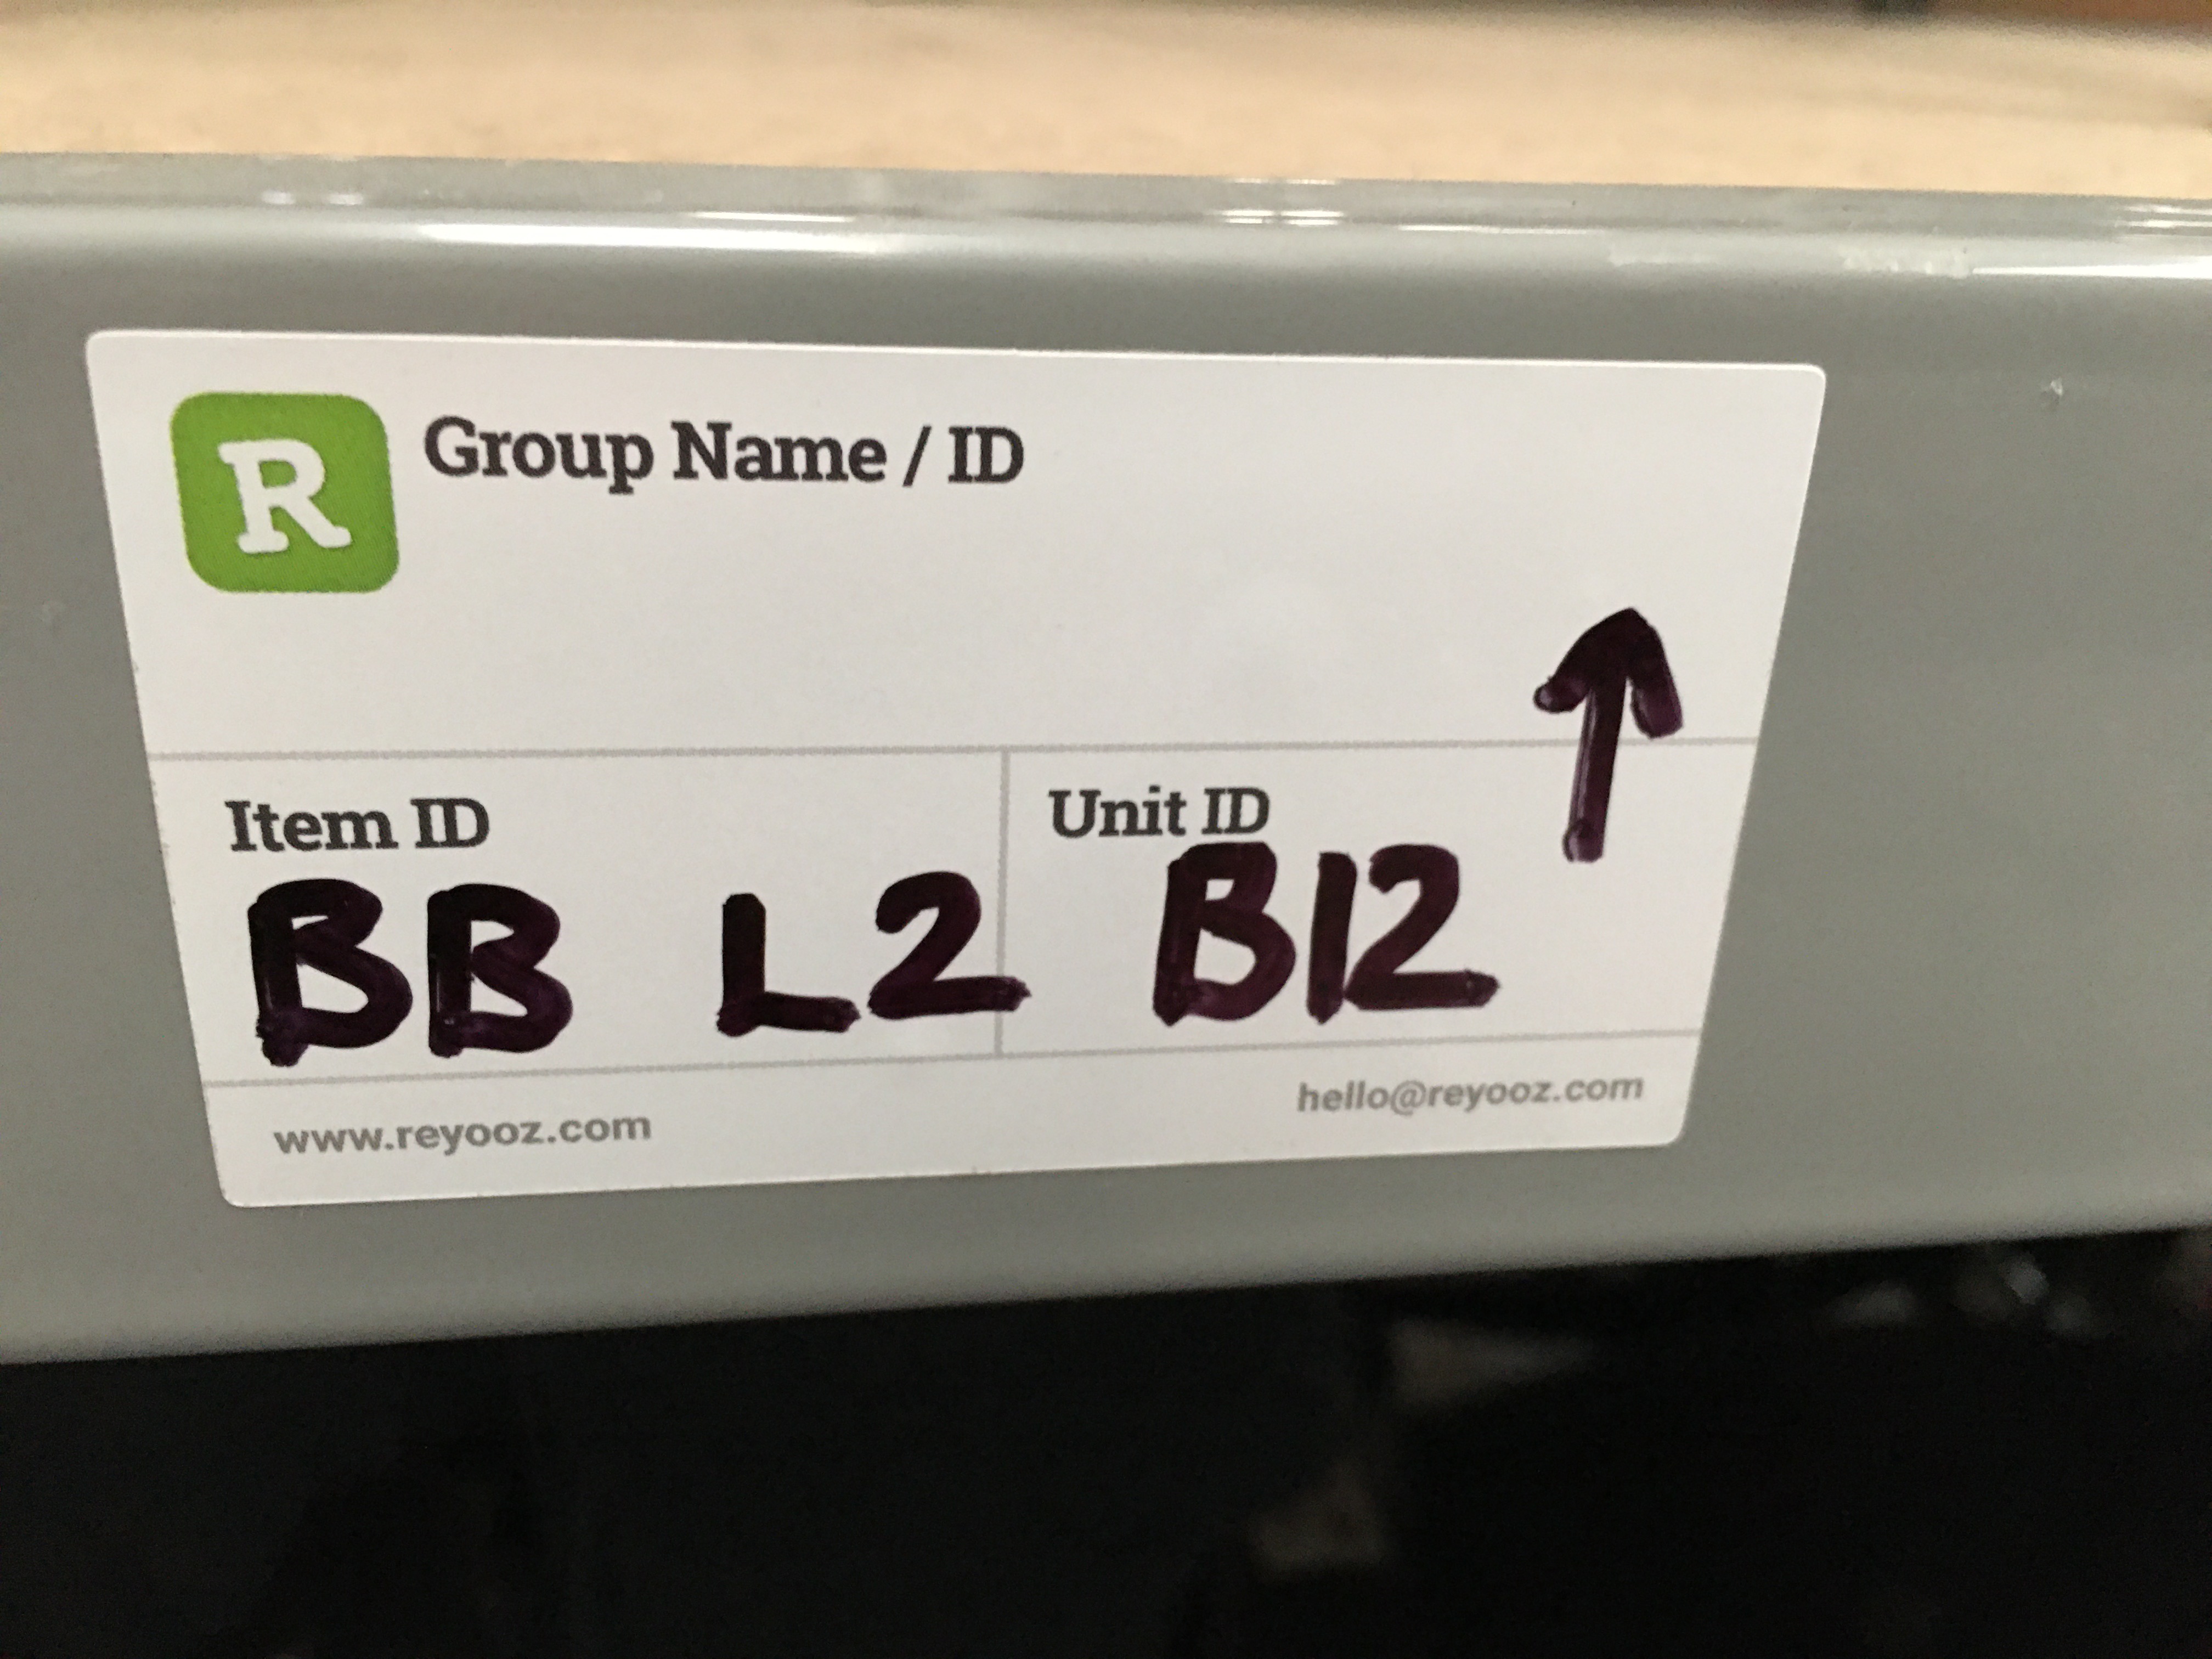 R
Group Name / ID
Item ID
Unit ID
BB L2
B12
www.reyooz.com
hello@reyooz.com